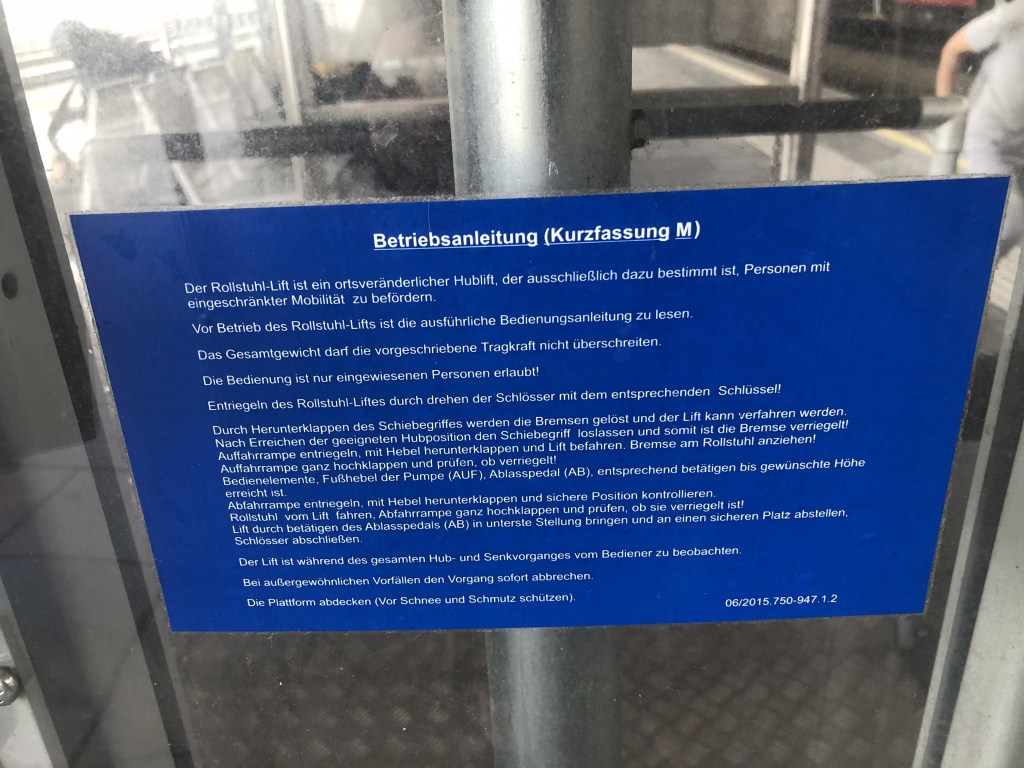 Betriebsanleitung (Kurzfassung M)
Der Rollstuhl-Lift ist ein ortsveränderlicher Hublift, der ausschließlich dazu bestimmt ist, Personen mit
eingeschränkter Mobilität zu befördern.
Vor Betrieb des Rollstuhl-Lifts ist die ausführliche Bedienungsanleitung zu lesen.
Das Gesamtgewicht darf die vorgeschriebene Tragkraft nicht überschreiten.
Die Bedienung ist nur eingewiesenen Personen erlaubt!
Entriegeln des Rollstuhl-Liftes durch drehen der Schlösser mit dem entsprechenden Schlüssel!
Durch Herunterklappen des Schiebegriffes werden die Bremsen gelöst und der Lift kann verfahren werden.
Nach Erreichen der geeigneten Hubposition den Schiebegriff loslassen und somit ist die Bremse verriegelt!
Auffahrrampe entriegeln, mit Hebel herunterklappen und Lift befahren. Bremse am Rollstuhl anziehen!
Auffahrrampe ganz hochklappen und prüfen, ob verriegelt!
Bedienelemente, Fußhebel der Pumpe (AUF), Ablasspedal (AB), entsprechend betätigen bis gewünschte Höhe
erreicht ist.
Abfahrrampe entriegeln, mit Hebel herunterklappen und sichere Position kontrollieren.
Rollstuhl vom Lift fahren, Abfahrrampe ganz hochklappen und prüfen, ob sie verriegelt ist!
Lift durch betätigen des Ablasspedals (AB) in unterste Stellung bringen und an einen sicheren Platz abstellen,
Schlösser abschließen.
Der Lift ist während des gesamten Hub- und Senkvorganges vom Bediener zu beobachten.
Bei außergewöhnlichen Vorfällen den Vorgang sofort abbrechen.
Die Plattform abdecken (Vor Schnee und Schmutz schützen).
06/2015.750-947.1.2